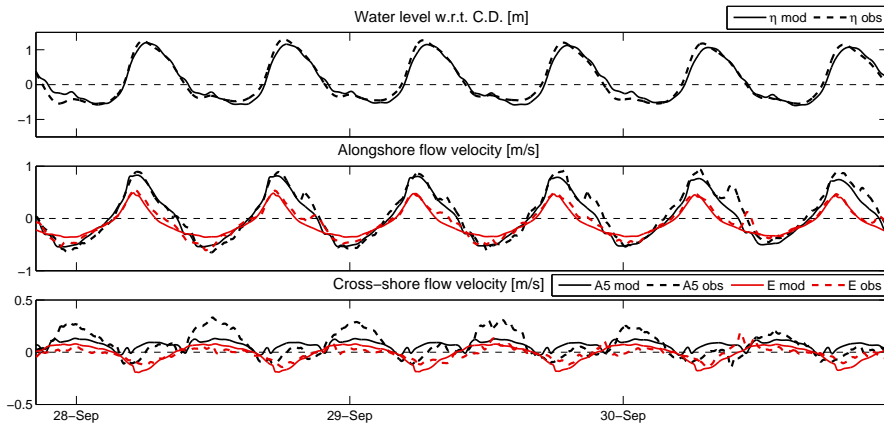 Water level w.r.t. C.D. [m]
η mod η obs
1
0
−1
Alongshore flow velocity [m/s]
1
0
−1
Cross−shore flow velocity [m/s]
A5 mod A5 obs E mod E obs
0.5
0
−0.5
28−Sep 29−Sep 30−Sep